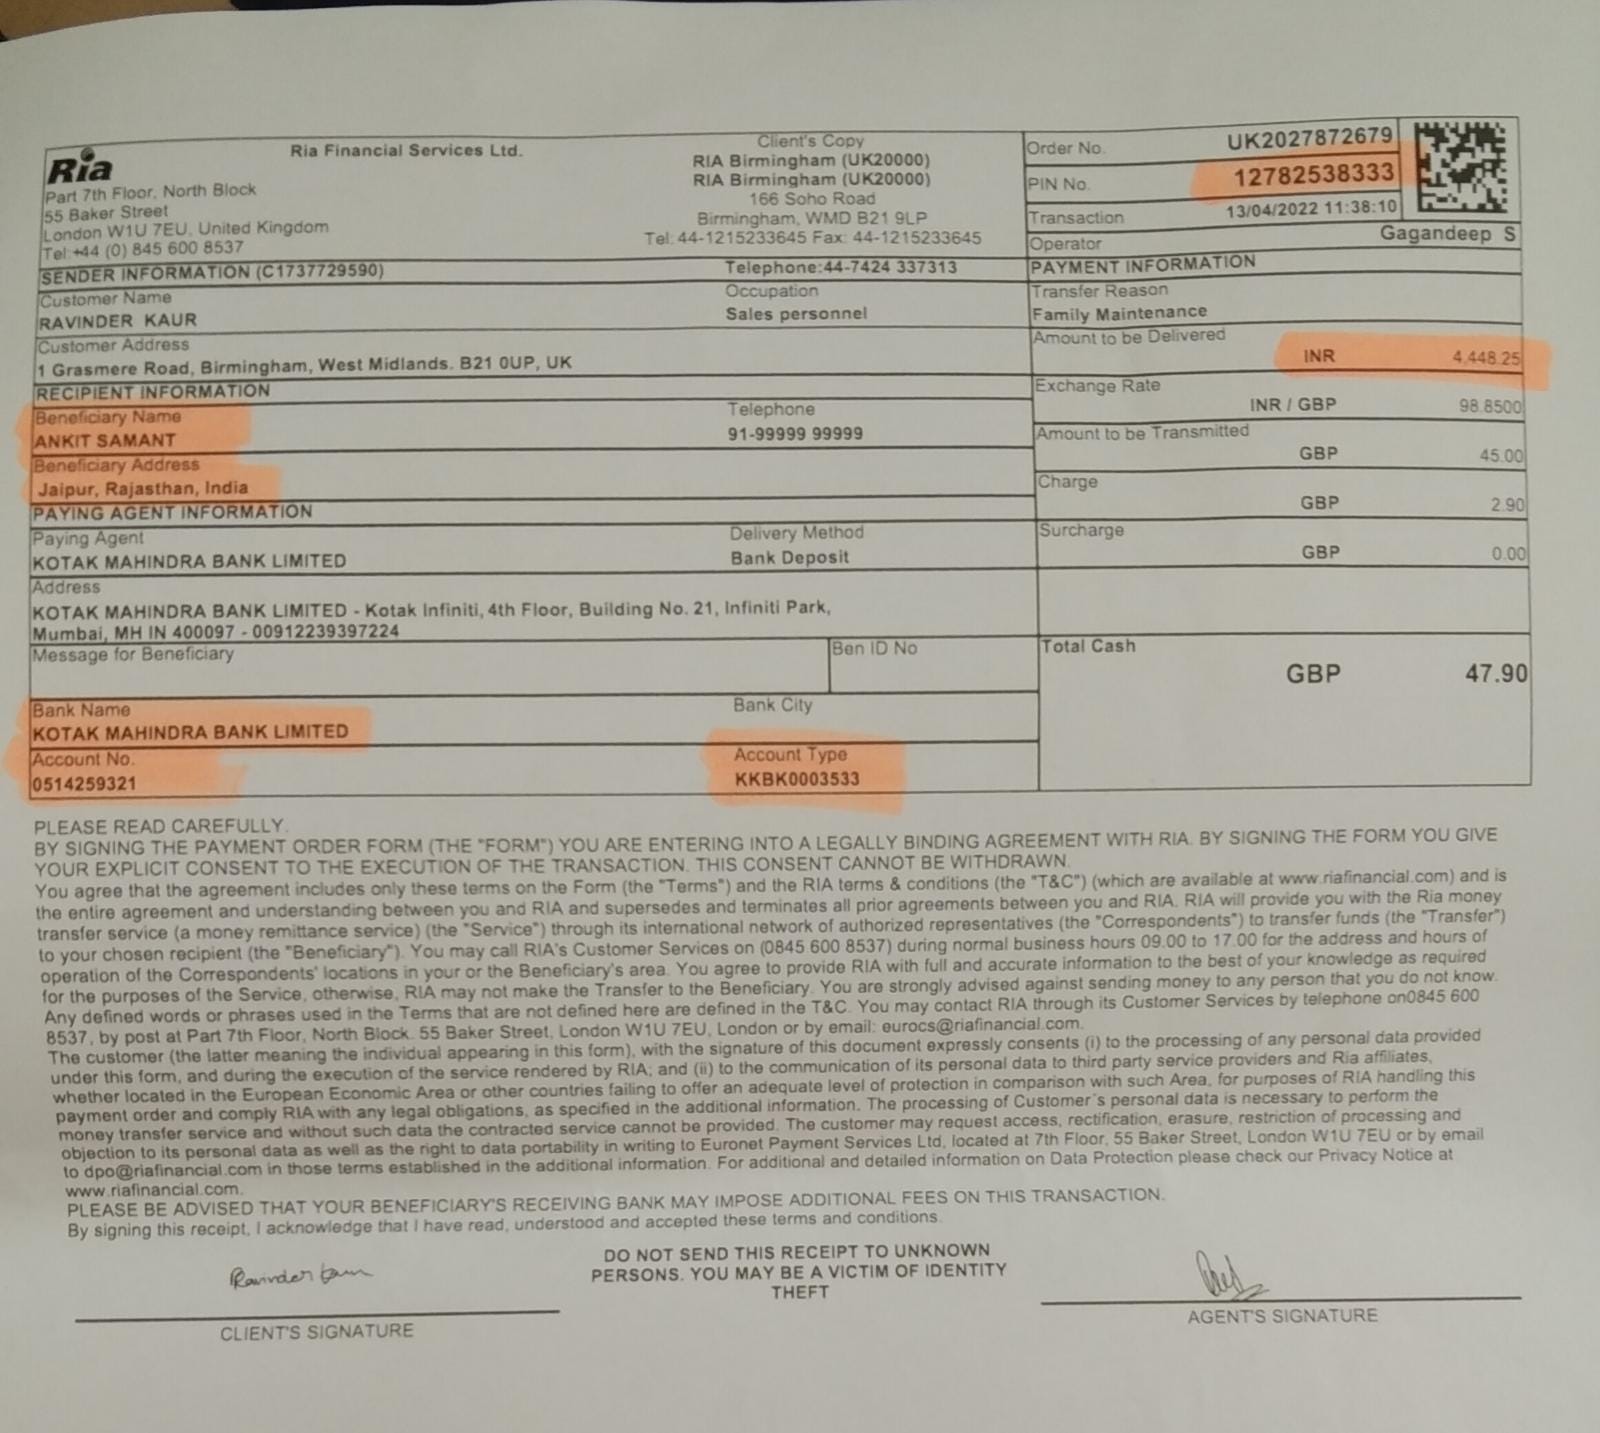 Ria
Ria Financial Services Ltd.
Part 7th Floor, North Block
55 Baker Street
London W1U 7EU, United Kingdom
Tel:+44 (0) 845 600 8537
Client's Copy
RIA Birmingham (UK20000)
RIA Birmingham (UK20000)
166 Soho Road
Birmingham, WMD B21 9LP
Tel: 44-1215233645 Fax: 44-1215233645
Order No. UK2027872679
PIN No. 12782538333
Transaction 13/04/2022 11:38:10
Operator Gagandeep S
SENDER INFORMATION (C1737729590) Telephone:44-7424 337313
Customer Name Occupation
RAVINDER KAUR Sales personnel
Customer Address
1 Grasmere Road, Birmingham, West Midlands. B21 0UP, UK
RECIPIENT INFORMATION
Beneficiary Name Telephone
ANKIT SAMANT 91-99999 99999
Beneficiary Address
Jaipur, Rajasthan, India
PAYING AGENT INFORMATION
Paying Agent Delivery Method
KOTAK MAHINDRA BANK LIMITED Bank Deposit
Address
KOTAK MAHINDRA BANK LIMITED - Kotak Infiniti, 4th Floor, Building No. 21, Infiniti Park,
Mumbai, MH IN 400097 - 00912239397224
Message for Beneficiary Ben ID No
Bank Name Bank City
KOTAK MAHINDRA BANK LIMITED
Account No. Account Type
0514259321 KKBK0003533
PAYMENT INFORMATION
Transfer Reason
Family Maintenance
Amount to be Delivered
INR 4,448.25
Exchange Rate
INR / GBP 98.8500
Amount to be Transmitted
GBP 45.00
Charge
GBP 2.90
Surcharge
GBP 0.00
Total Cash
GBP 47.90
PLEASE READ CAREFULLY.
BY SIGNING THE PAYMENT ORDER FORM (THE "FORM") YOU ARE ENTERING INTO A LEGALLY BINDING AGREEMENT WITH RIA. BY SIGNING THE FORM YOU GIVE
YOUR EXPLICIT CONSENT TO THE EXECUTION OF THE TRANSACTION. THIS CONSENT CANNOT BE WITHDRAWN.
You agree that the agreement includes only these terms on the Form (the "Terms") and the RIA terms & conditions (the "T&C") (which are available at www.riafinancial.com) and is
the entire agreement and understanding between you and RIA and supersedes and terminates all prior agreements between you and RIA. RIA will provide you with the Ria money
transfer service (a money remittance service) (the "Service") through its international network of authorized representatives (the "Correspondents") to transfer funds (the "Transfer")
to your chosen recipient (the "Beneficiary"). You may call RIA's Customer Services on (0845 600 8537) during normal business hours 09.00 to 17.00 for the address and hours of
operation of the Correspondents' locations in your or the Beneficiary's area. You agree to provide RIA with full and accurate information to the best of your knowledge as required
for the purposes of the Service, otherwise, RIA may not make the Transfer to the Beneficiary. You are strongly advised against sending money to any person that you do not know.
Any defined words or phrases used in the Terms that are not defined here are defined in the T&C. You may contact RIA through its Customer Services by telephone on0845 600
8537, by post at Part 7th Floor, North Block. 55 Baker Street, London W1U 7EU, London or by email: eurocs@riafinancial.com.
The customer (the latter meaning the individual appearing in this form), with the signature of this document expressly consents (i) to the processing of any personal data provided
under this form, and during the execution of the service rendered by RIA; and (ii) to the communication of its personal data to third party service providers and Ria affiliates,
whether located in the European Economic Area or other countries failing to offer an adequate level of protection in comparison with such Area, for purposes of RIA handling this
payment order and comply RIA with any legal obligations, as specified in the additional information. The processing of Customer's personal data is necessary to perform the
money transfer service and without such data the contracted service cannot be provided. The customer may request access, rectification, erasure, restriction of processing and
objection to its personal data as well as the right to data portability in writing to Euronet Payment Services Ltd, located at 7th Floor, 55 Baker Street, London W1U 7EU or by email
to dpo@riafinancial.com in those terms established in the additional information. For additional and detailed information on Data Protection please check our Privacy Notice at
www.riafinancial.com.
PLEASE BE ADVISED THAT YOUR BENEFICIARY'S RECEIVING BANK MAY IMPOSE ADDITIONAL FEES ON THIS TRANSACTION.
By signing this receipt, I acknowledge that I have read, understood and accepted these terms and conditions.
Ravinder Kaur
CLIENT'S SIGNATURE
DO NOT SEND THIS RECEIPT TO UNKNOWN
PERSONS. YOU MAY BE A VICTIM OF IDENTITY
THEFT
AGENT'S SIGNATURE